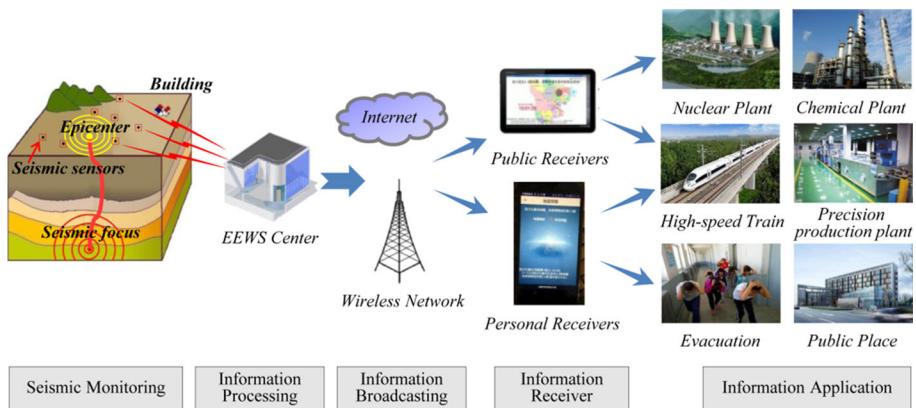 Building
Epicenter
Seismic sensors
Seismic focus
EEWS Center
Internet
Wireless Network
Public Receivers
Personal Receivers
Nuclear Plant
Chemical Plant
High-speed Train
Precision
production plant
Evacuation
Public Place
Seismic Monitoring
Information
Processing
Information
Broadcasting
Information
Receiver
Information Application